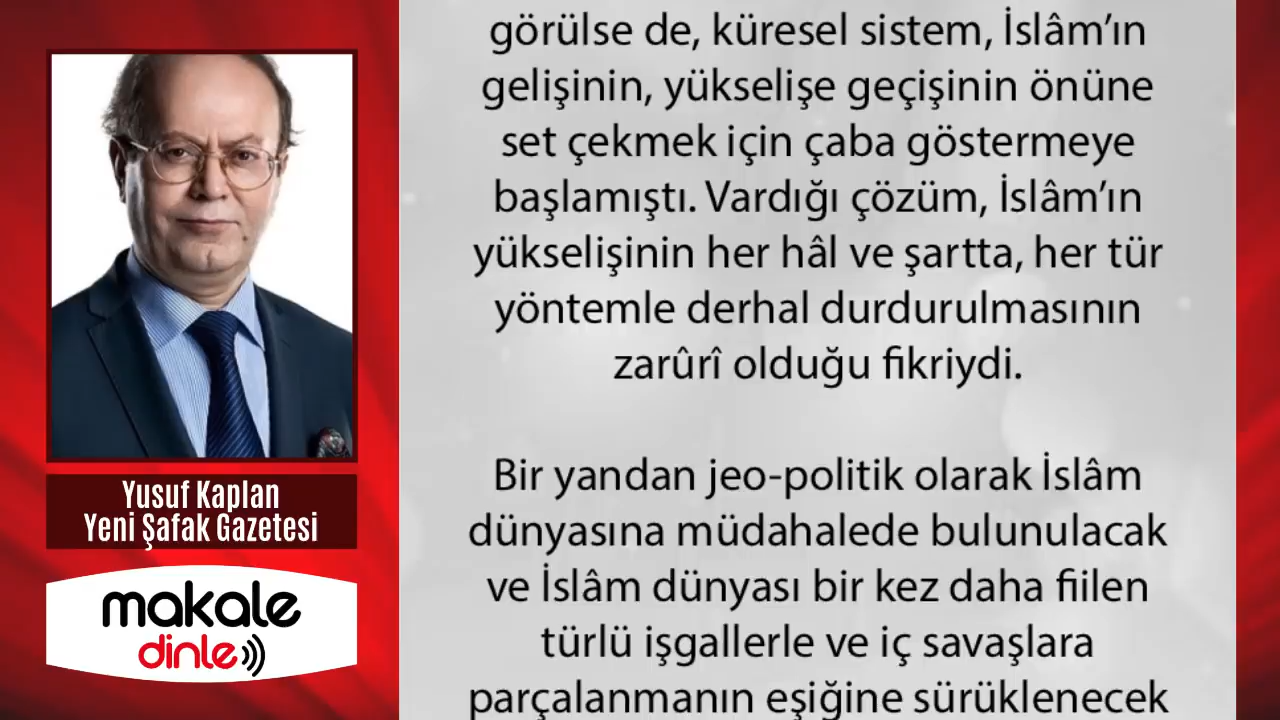 görülse de, küresel sistem, İslâm’ın
gelişinin, yükselişe geçişinin önüne
set çekmek için çaba göstermeye
başlamıştı. Vardığı çözüm, İslâm’ın
yükselişinin her hâl ve şartta, her tür
yöntemle derhal durdurulmasının
zarûrî olduğu fikriydi.
Bir yandan jeo-politik olarak İslâm
dünyasına müdahalede bulunulacak
ve İslâm dünyası bir kez daha fiilen
türlü işgallerle ve iç savaşlara
parçalanmanın eşiğine sürüklenecek
Yusuf Kaplan
Yeni Şafak Gazetesi
makale
dinle